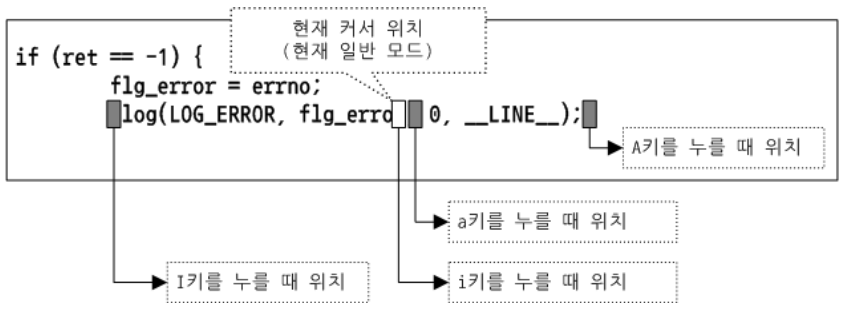 현재 커서 위치
(현재 일반 모드)
if (ret == -1) {
flg_error = errno;
log(LOG_ERROR, flg_erro 0, __LINE__);
A키를 누를 때 위치
a키를 누를 때 위치
I키를 누를 때 위치
i키를 누를 때 위치